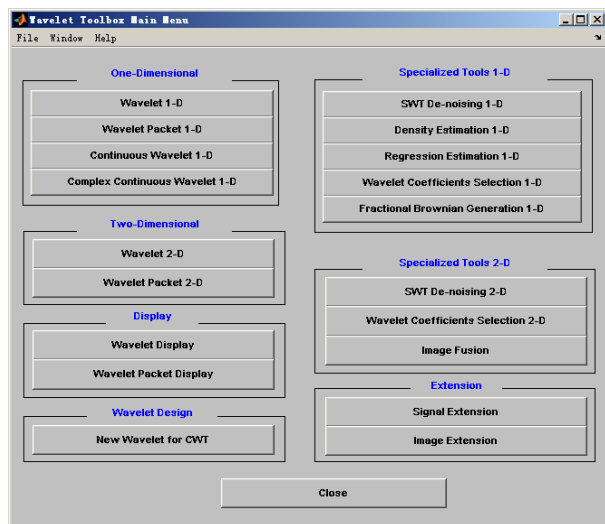 Wavelet Toolbox Main Menu
File Window Help
One-Dimensional
Wavelet 1-D
Wavelet Packet 1-D
Continuous Wavelet 1-D
Complex Continuous Wavelet 1-D
Two-Dimensional
Wavelet 2-D
Wavelet Packet 2-D
Display
Wavelet Display
Wavelet Packet Display
Wavelet Design
New Wavelet for CWT
Specialized Tools 1-D
SWT De-noising 1-D
Density Estimation 1-D
Regression Estimation 1-D
Wavelet Coefficients Selection 1-D
Fractional Brownian Generation 1-D
Specialized Tools 2-D
SWT De-noising 2-D
Wavelet Coefficients Selection 2-D
Image Fusion
Extension
Signal Extension
Image Extension
Close